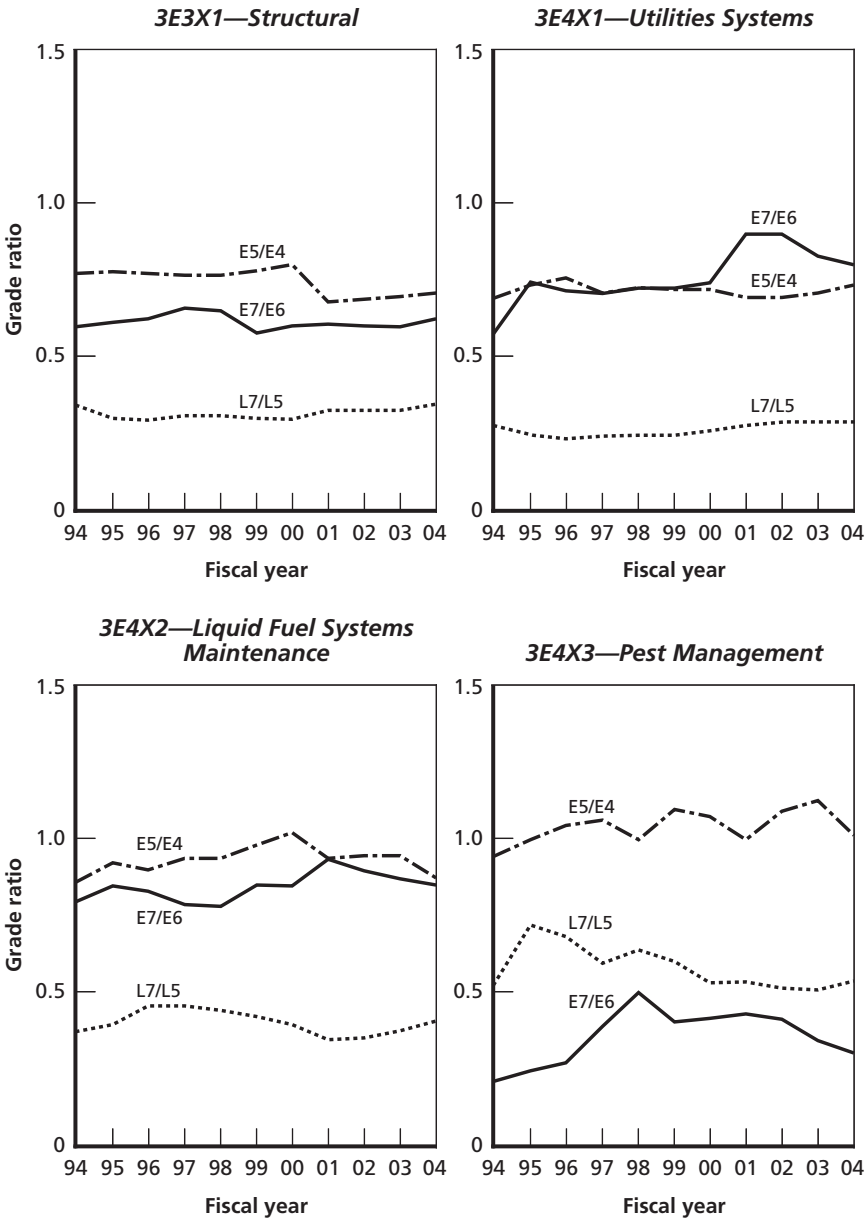 3E3X1—Structural
1.5
1.0
0.5
0
Grade ratio
E5/E4
E7/E6
L7/L5
94 95 96 97 98 99 00 01 02 03 04
Fiscal year
3E4X1—Utilities Systems
1.5
1.0
0.5
0
E7/E6
E5/E4
L7/L5
94 95 96 97 98 99 00 01 02 03 04
Fiscal year
3E4X2—Liquid Fuel Systems
Maintenance
1.5
1.0
0.5
0
Grade ratio
E5/E4
E7/E6
L7/L5
94 95 96 97 98 99 00 01 02 03 04
Fiscal year
3E4X3—Pest Management
1.5
1.0
0.5
0
E5/E4
L7/L5
E7/E6
94 95 96 97 98 99 00 01 02 03 04
Fiscal year